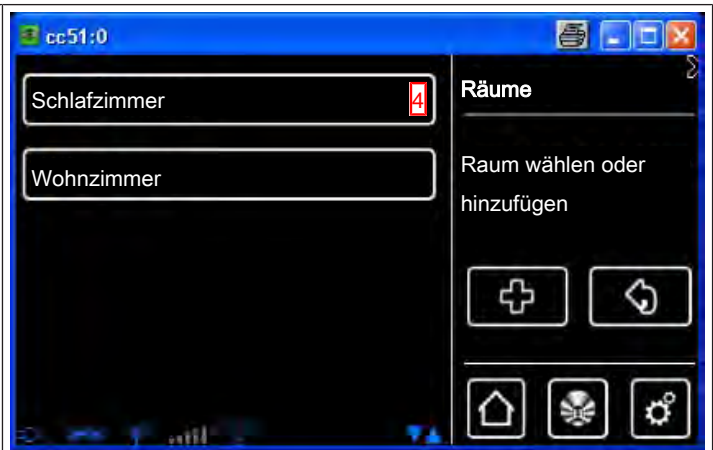 cc51:0
Schlafzimmer 4
Wohnzimmer
Räume
Raum wählen oder
hinzufügen